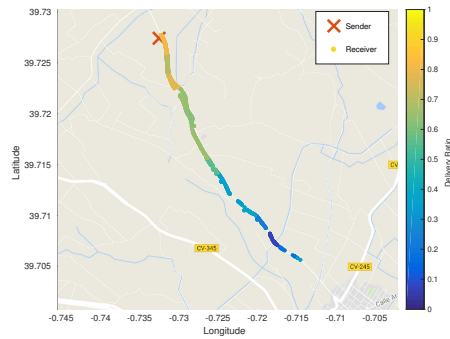 39.73
39.725
39.72
39.715
39.71
39.705
Latitude
-0.745
-0.74
-0.735
-0.73
-0.725
-0.72
-0.715
-0.71
-0.705
Longitude
Sender
Receiver
CV-345
CV-245
CV
Calle Ar
1
0.9
0.8
0.7
0.6
0.5
0.4
0.3
0.2
0.1
0
Delivery Ratio